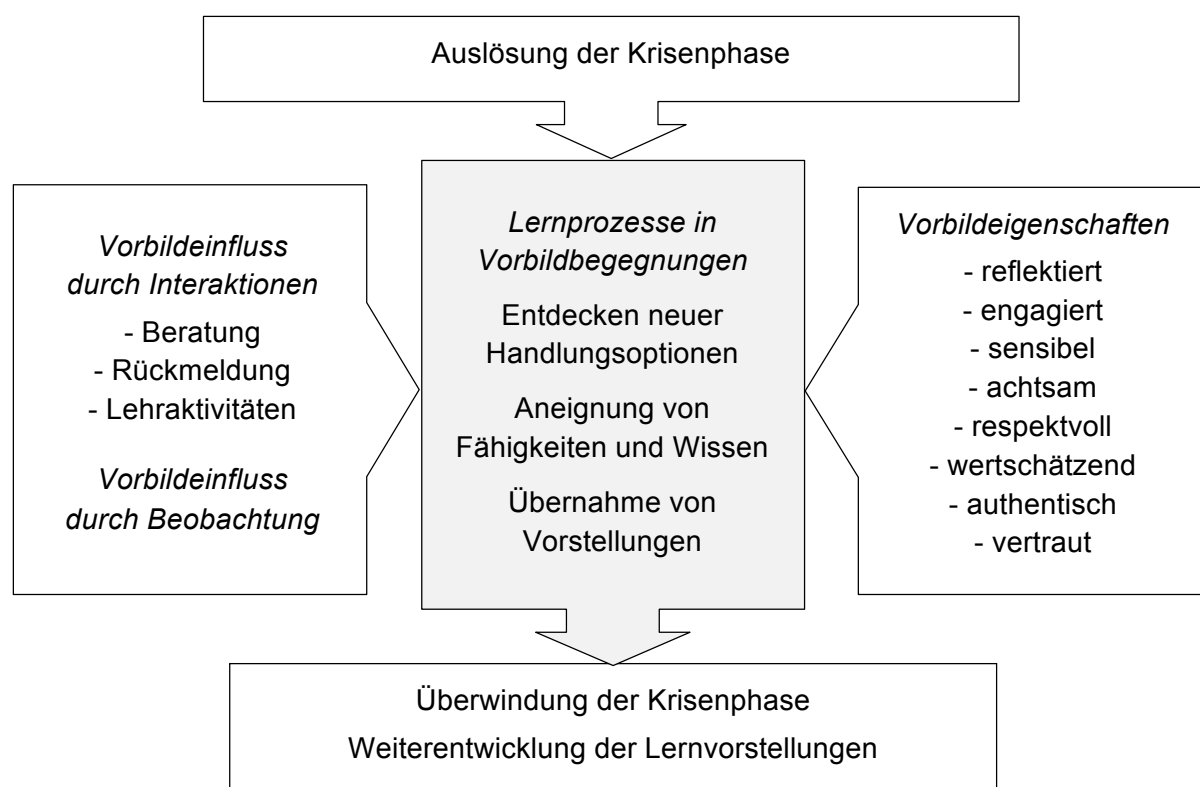 Auslösung der Krisenphase
Vorbildeinfluss
durch Interaktionen
- Beratung
- Rückmeldung
- Lehraktivitäten
Vorbildeinfluss
durch Beobachtung
Lernprozesse in
Vorbildbegegnungen
Entdecken neuer
Handlungsoptionen
Aneignung von
Fähigkeiten und Wissen
Übernahme von
Vorstellungen
Vorbildeigenschaften
- reflektiert
- engagiert
- sensibel
- achtsam
- respektvoll
- wertschätzend
- authentisch
- vertraut
Überwindung der Krisenphase
Weiterentwicklung der Lernvorstellungen